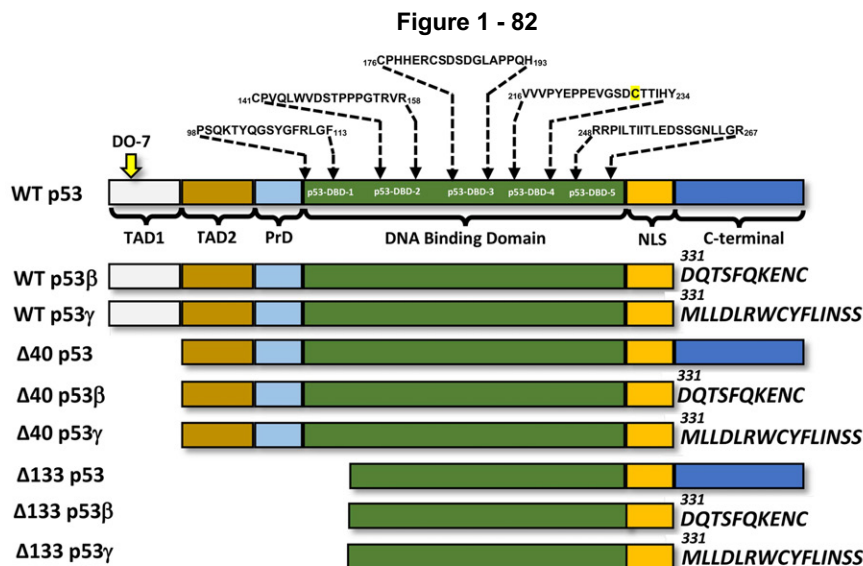 Figure 1 - 82
176CPHHERCSDSDGLAPPQH193
141CPVQLWVDSTPPPGTRVR158
216VVVPYEPPEVGSDCTTIHY234
98PSQKTYQGSYGFRLGF113
248RRPILTIITLEDSSGNLLGR267
DO-7
WT p53
p53-DBD-1 p53-DBD-2 p53-DBD-3 p53-DBD-4 p53-DBD-5
TAD1 TAD2 PrD DNA Binding Domain NLS C-terminal
331
WT p53β DQTSFQKENC
331
WT p53γ MLLDLRWCYFLINSS
Δ40 p53
331
Δ40 p53β DQTSFQKENC
331
Δ40 p53γ MLLDLRWCYFLINSS
Δ133 p53
331
Δ133 p53β DQTSFQKENC
331
Δ133 p53γ MLLDLRWCYFLINSS